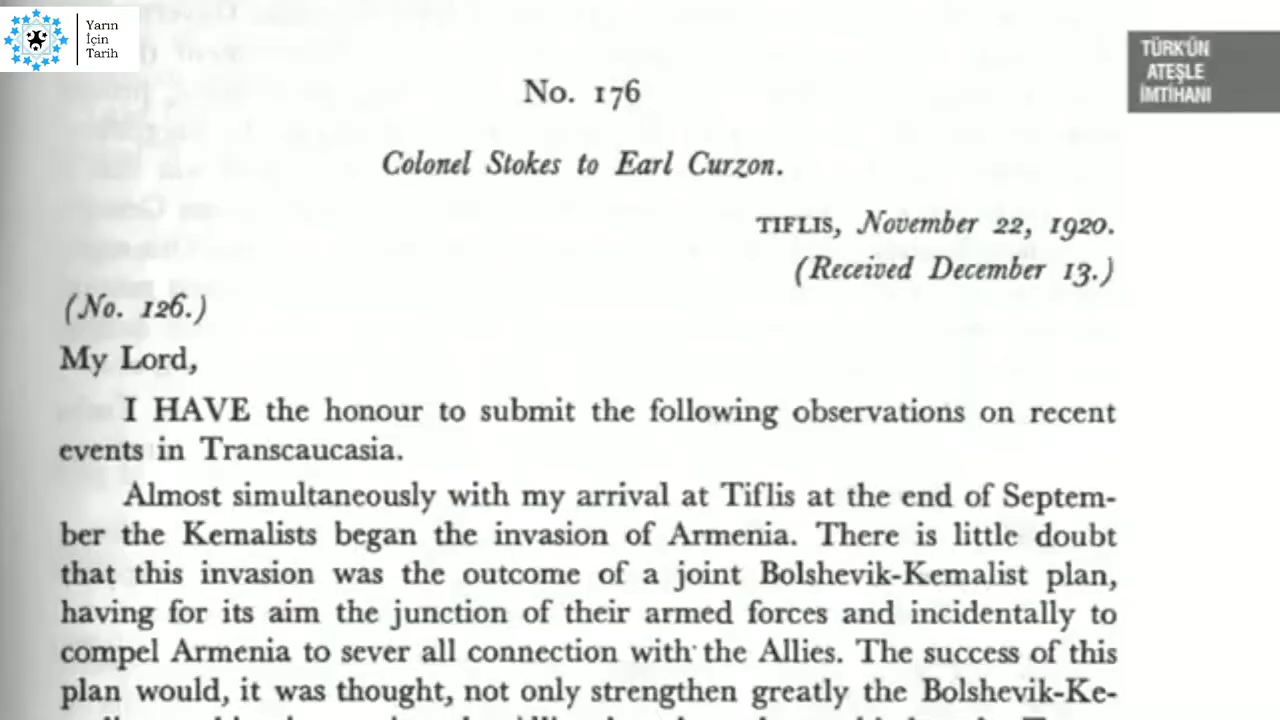 Yarın
İçin
Tarih
TÜRK'ÜN
ATEŞLE
İMTİHANI
No. 176
Colonel Stokes to Earl Curzon.
TIFLIS, November 22, 1920.
(Received December 13.)
(No. 126.)
My Lord,
I HAVE the honour to submit the following observations on recent
events in Transcaucasia.
Almost simultaneously with my arrival at Tiflis at the end of Septem-
ber the Kemalists began the invasion of Armenia. There is little doubt
that this invasion was the outcome of a joint Bolshevik-Kemalist plan,
having for its aim the junction of their armed forces and incidentally to
compel Armenia to sever all connection with the Allies. The success of this
plan would, it was thought, not only strengthen greatly the Bolshevik-Ke-